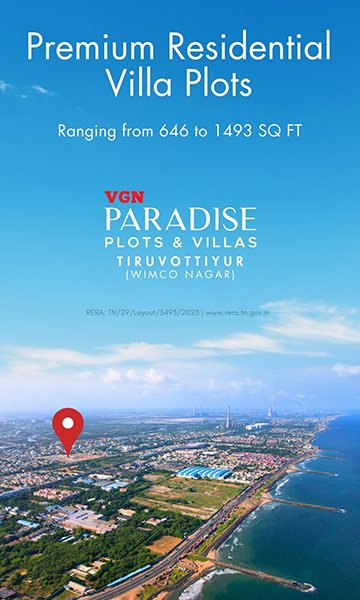 Premium Residential
Villa Plots
Ranging from 646 to 1493 SQ FT
VGN
PARADISE
PLOTS & VILLAS
TIRUVOTTIYUR
(WIMCO NAGAR)
RERA: TN/29/Layout/3493/2023 | www.rera.tn.gov.in